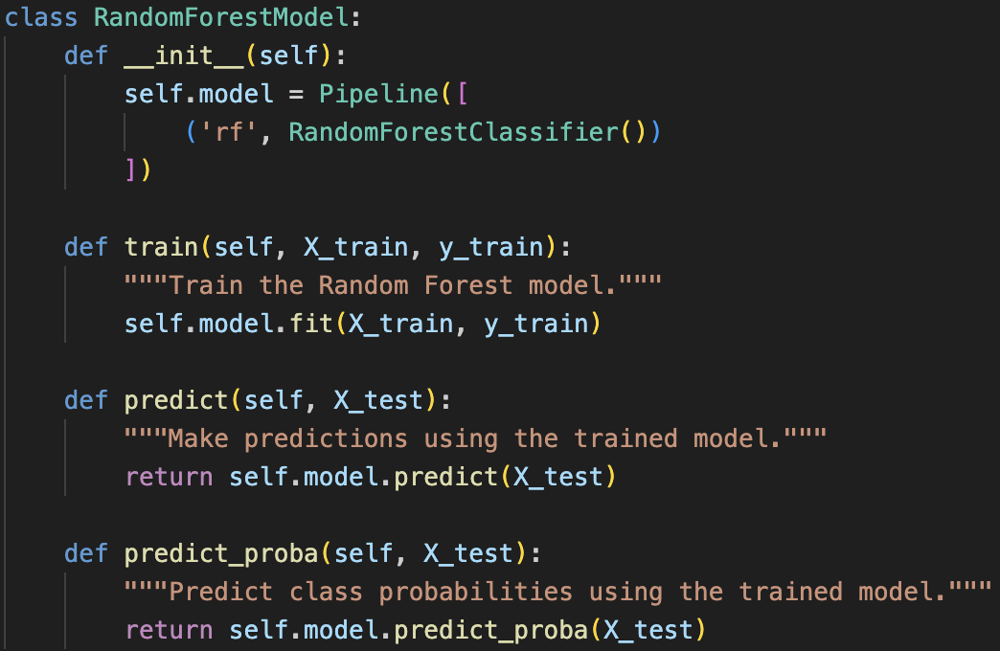 class RandomForestModel:
    def __init__(self):
        self.model = Pipeline([
            ('rf', RandomForestClassifier())
        ])
    def train(self, X_train, y_train):
        """Train the Random Forest model."""
        self.model.fit(X_train, y_train)
    def predict(self, X_test):
        """Make predictions using the trained model."""
        return self.model.predict(X_test)
    def predict_proba(self, X_test):
        """Predict class probabilities using the trained model."""
        return self.model.predict_proba(X_test)